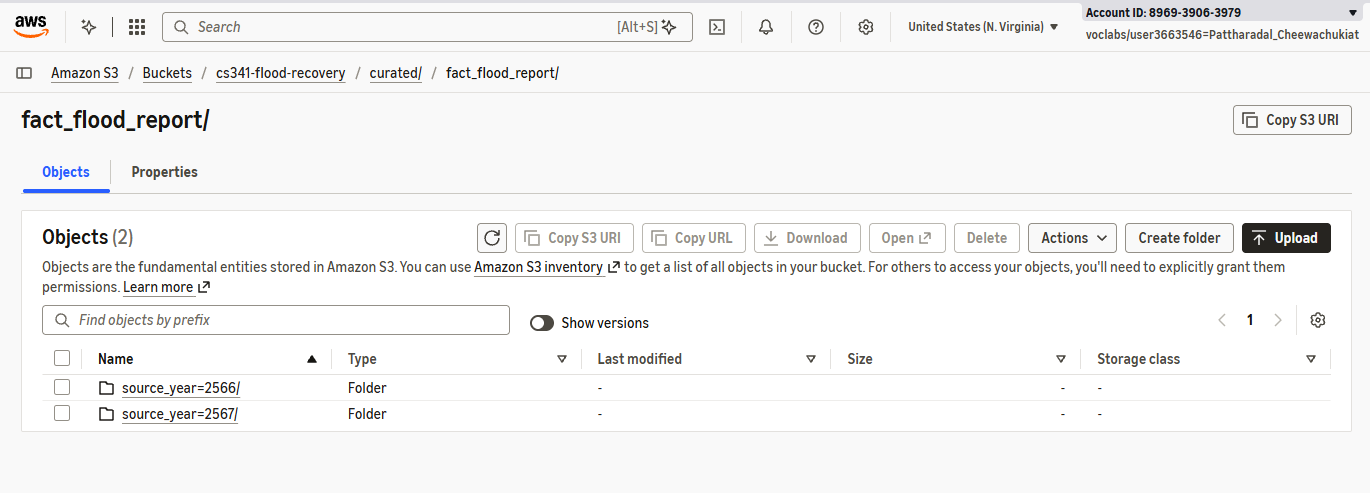 aws
Search [Alt+S]
United States (N. Virginia)
Account ID: 8969-3906-3979
voclabs/user3663546=Pattharadal_Cheewachukiat
Amazon S3 / Buckets / cs341-flood-recovery / curated/ / fact_flood_report/
fact_flood_report/
Copy S3 URI
Objects Properties
Objects (2)
Copy S3 URI Copy URL Download Open Delete Actions Create folder Upload
Objects are the fundamental entities stored in Amazon S3. You can use Amazon S3 inventory to get a list of all objects in your bucket. For others to access your objects, you'll need to explicitly grant them
permissions. Learn more
Find objects by prefix Show versions 1
Name Type Last modified Size Storage class
source_year=2566/ Folder - - -
source_year=2567/ Folder - - -